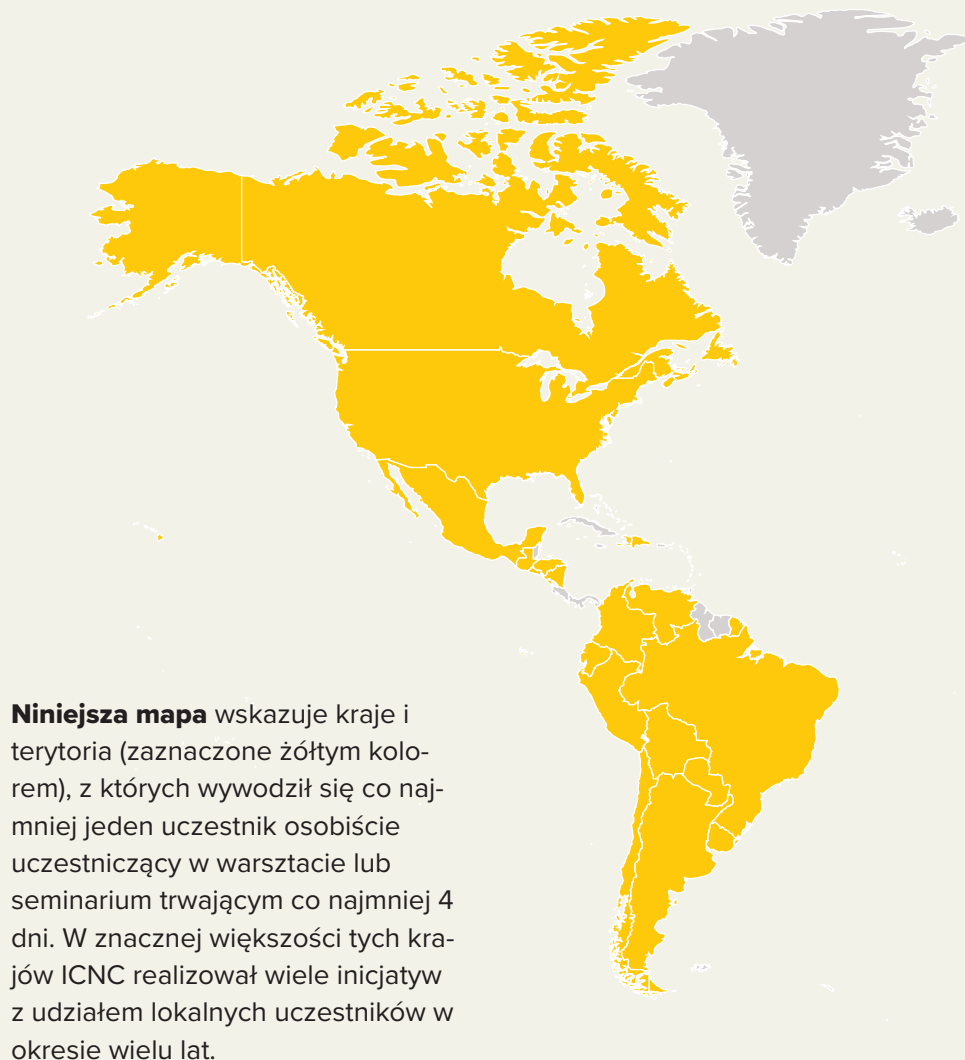 Niniejsza mapa wskazuje kraje i
terytoria (zaznaczone żółtym kolo-
rem), z których wywodził się co naj-
mniej jeden uczestnik osobiście
uczestniczący w warsztacie lub
seminarium trwającym co najmniej 4
dni. W znacznej większości tych kra-
jów ICNC realizował wiele inicjatyw
z udziałem lokalnych uczestników w
okresie wielu lat.